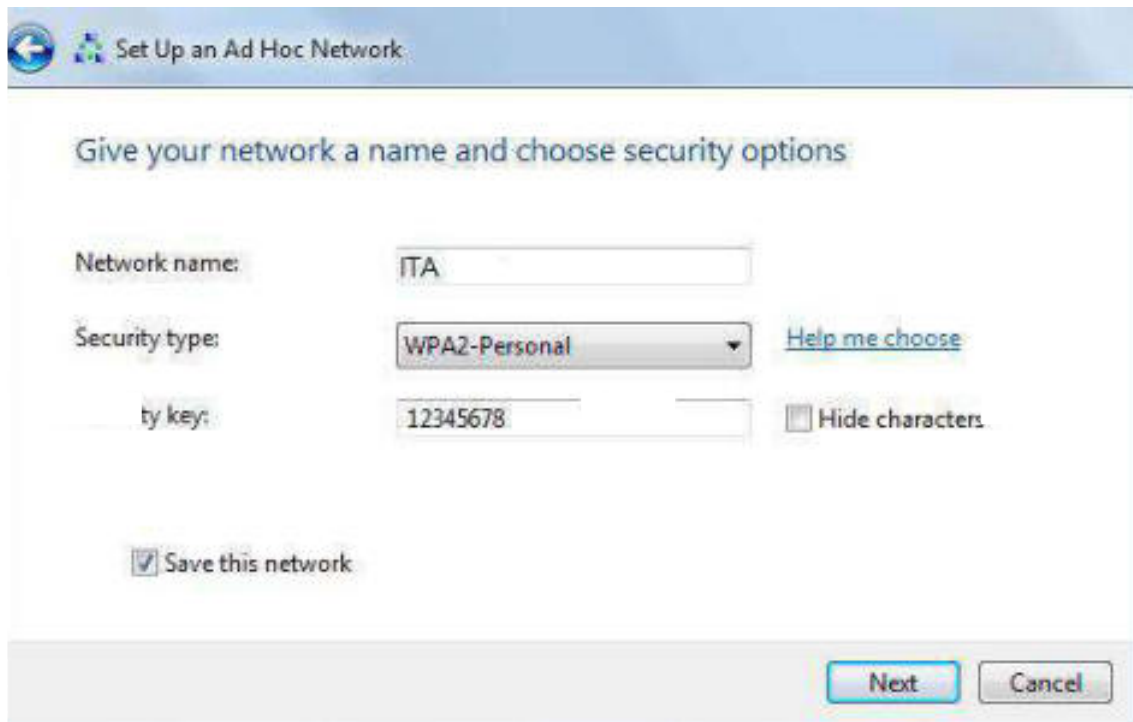 Set Up an Ad Hoc Network
Give your network a name and choose security options
Network name: ITA
Security type: WPA2-Personal Help me choose
ty key: 12345678 Hide characters
Save this network
Next Cancel